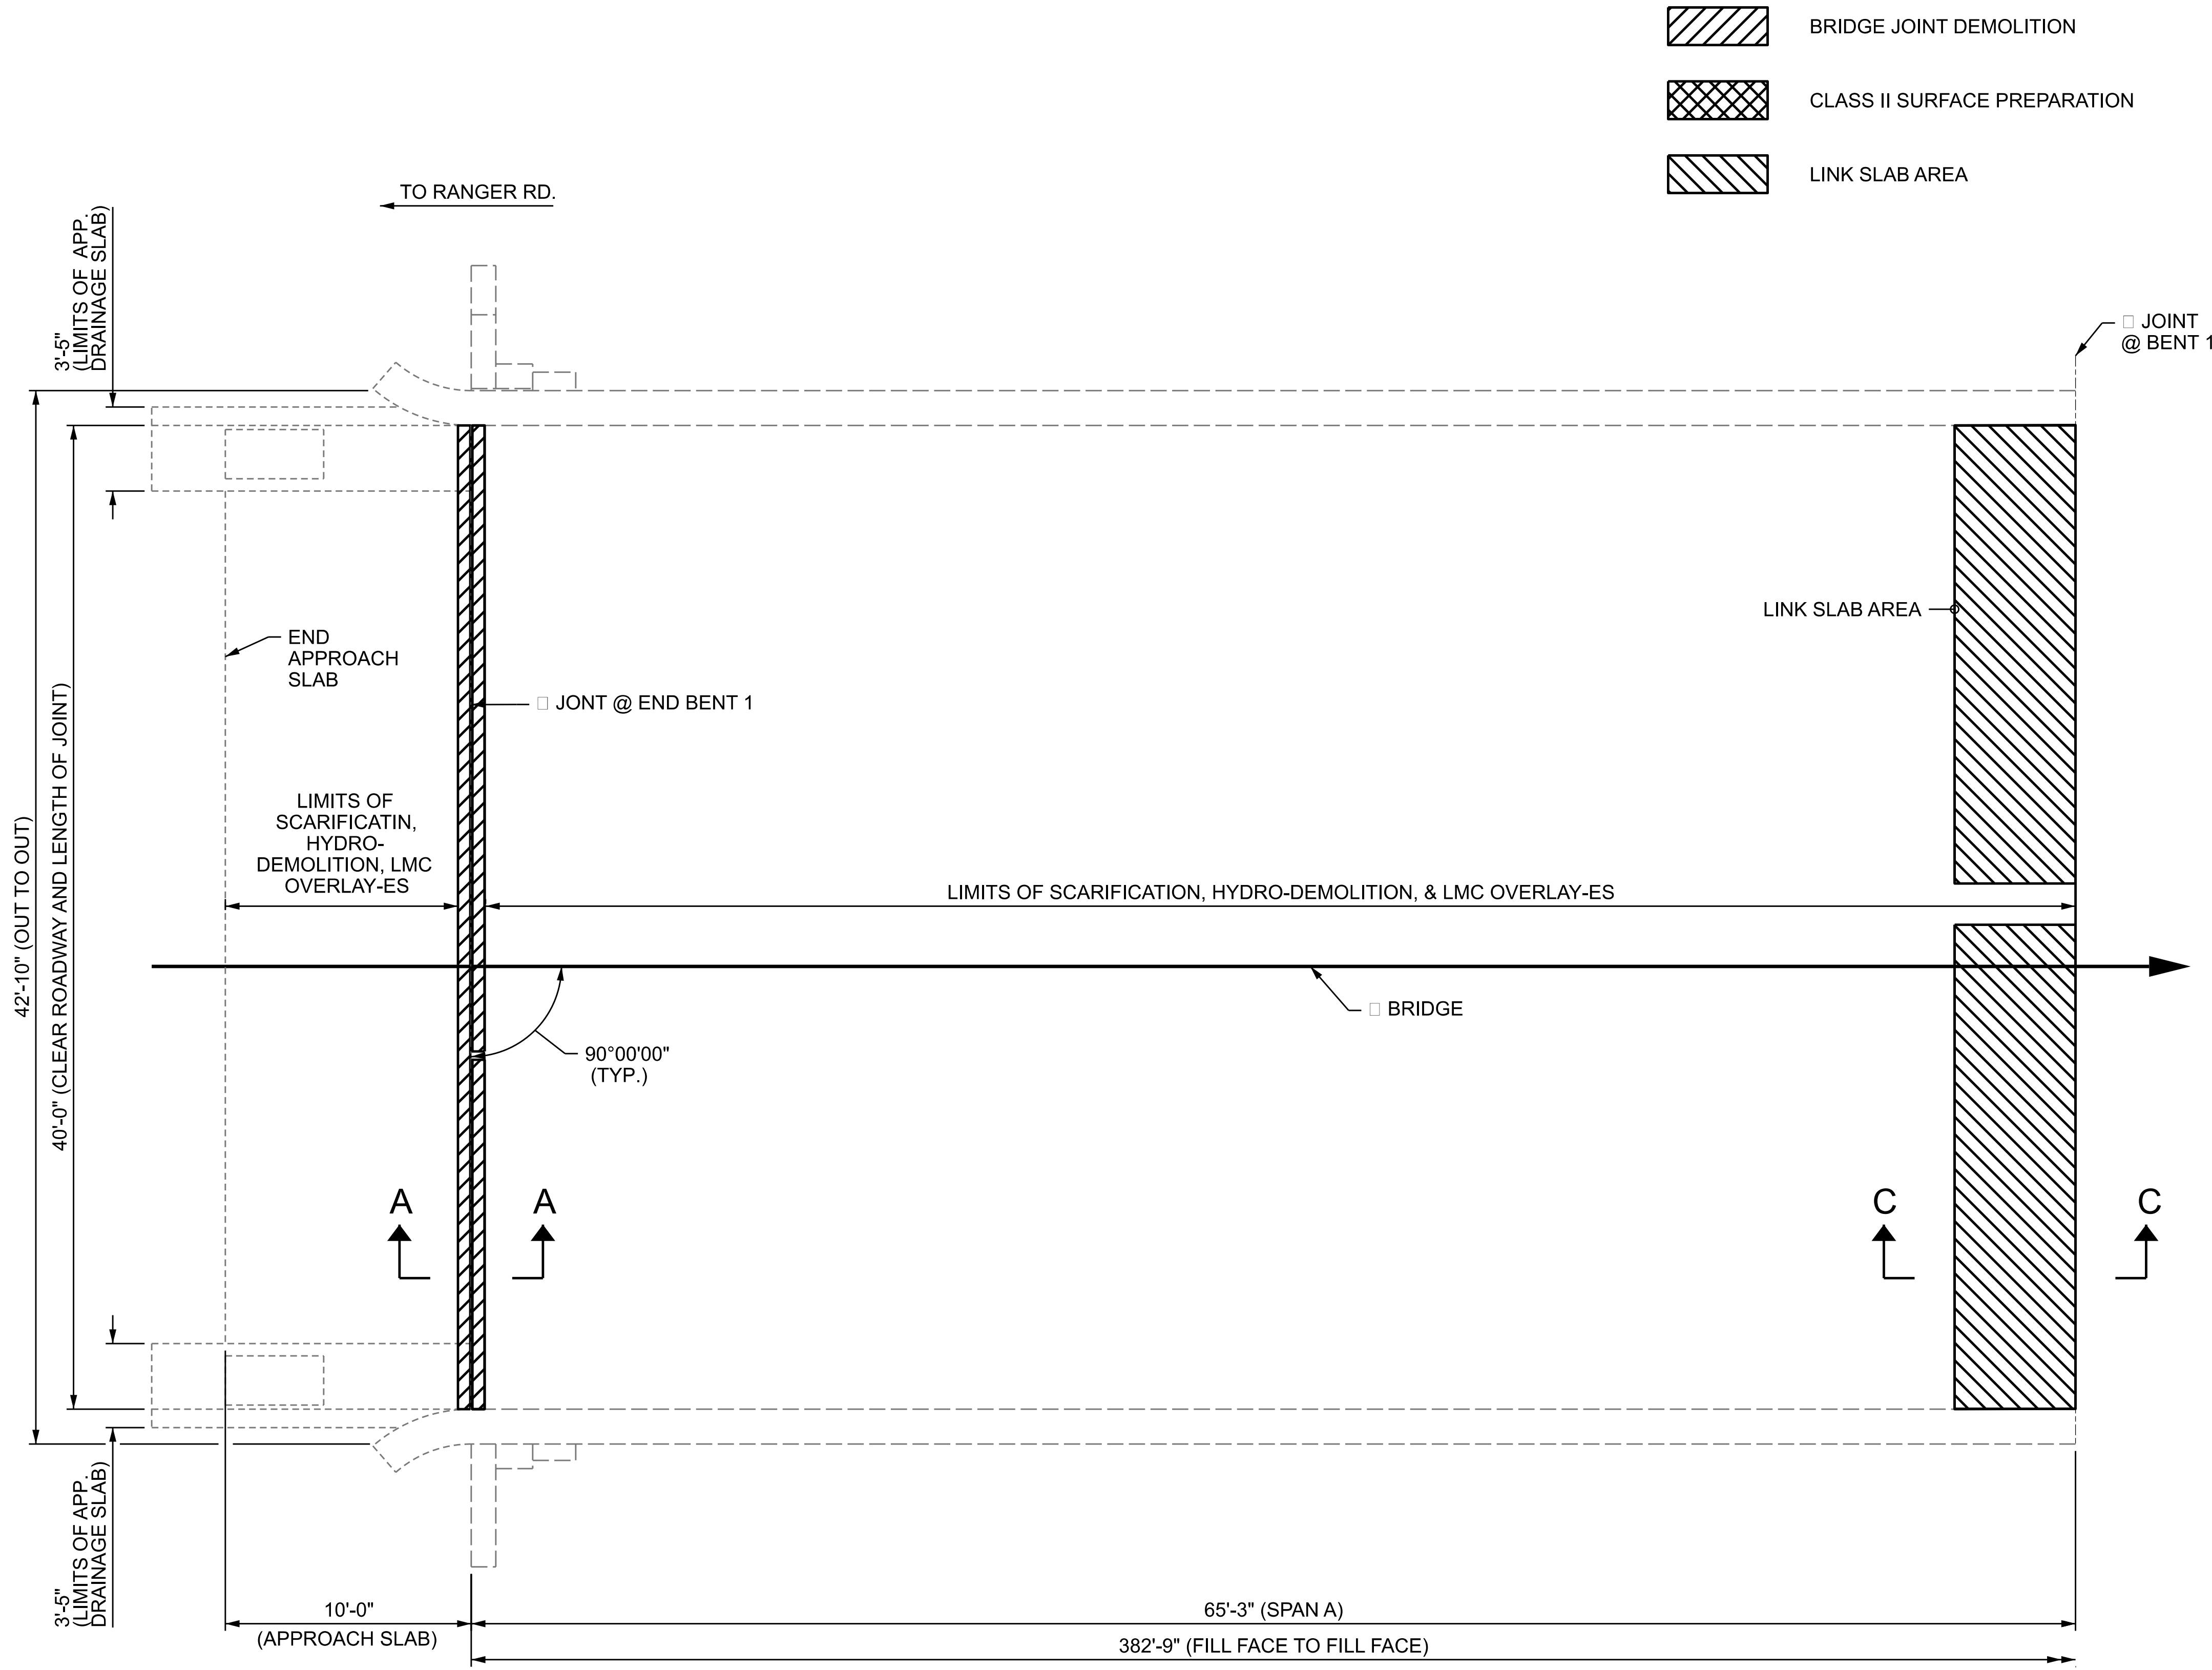 BRIDGE JOINT DEMOLITION
CLASS II SURFACE PREPARATION
LINK SLAB AREA
TO RANGER RD.
3'-5"
(LIMITS OF APP.
DRAINAGE SLAB)
□ JOINT
@ BENT 1
LINK SLAB AREA
END
APPROACH
SLAB
□ JONT @ END BENT 1
LIMITS OF
SCARIFICATIN,
HYDRO-
DEMOLITION, LMC
OVERLAY-ES
LIMITS OF SCARIFICATION, HYDRO-DEMOLITION, & LMC OVERLAY-ES
42'-10" (OUT TO OUT)
40'-0" (CLEAR ROADWAY AND LENGTH OF JOINT)
□ BRIDGE
90°00'00"
(TYP.)
A
A
C
C
3'-5"
(LIMITS OF APP.
DRAINAGE SLAB)
10'-0"
(APPROACH SLAB)
65'-3" (SPAN A)
382'-9" (FILL FACE TO FILL FACE)